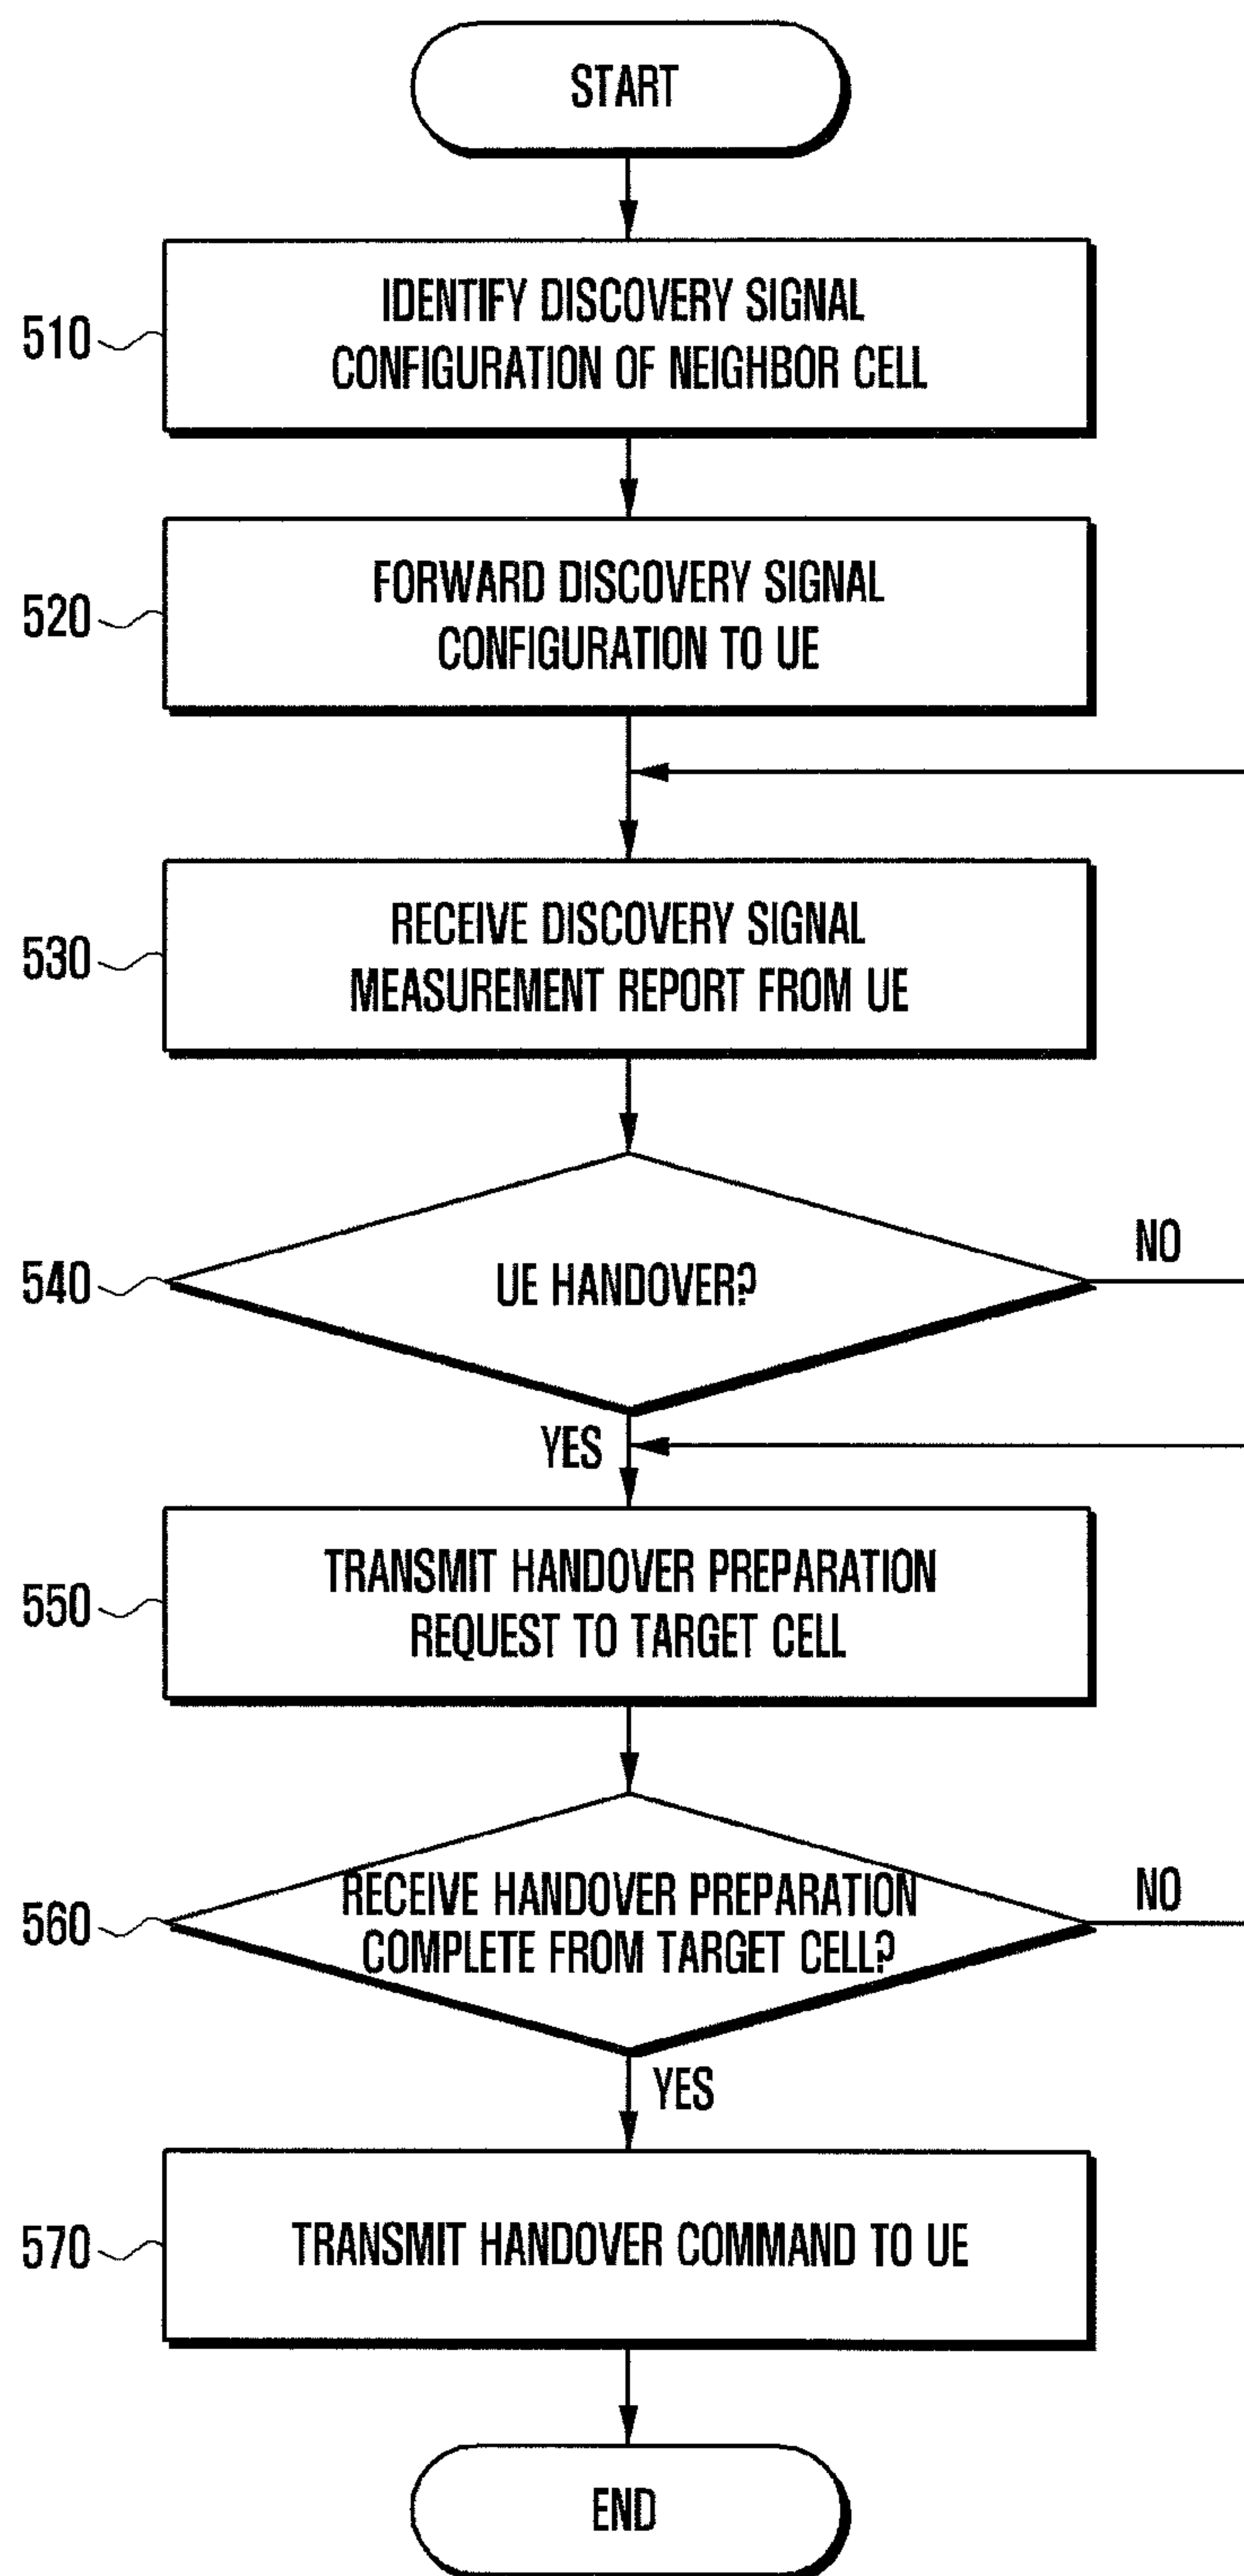 START
510
IDENTIFY DISCOVERY SIGNAL
CONFIGURATION OF NEIGHBOR CELL
520
FORWARD DISCOVERY SIGNAL
CONFIGURATION TO UE
530
RECEIVE DISCOVERY SIGNAL
MEASUREMENT REPORT FROM UE
540
UE HANDOVER?
NO
YES
550
TRANSMIT HANDOVER PREPARATION
REQUEST TO TARGET CELL
560
RECEIVE HANDOVER PREPARATION
COMPLETE FROM TARGET CELL?
NO
YES
570
TRANSMIT HANDOVER COMMAND TO UE
END